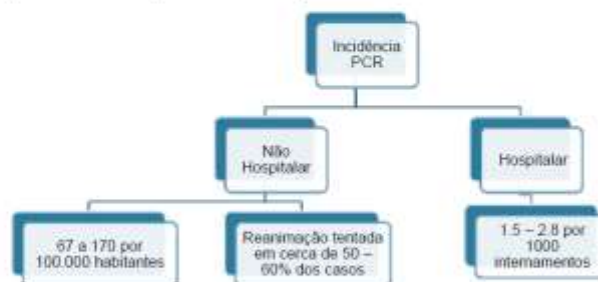 Incidência
PCR
Não
Hospitalar
Hospitalar
67 a 170 por
100.000 habitantes
Reanimação tentada
em cerca de 50 –
60% dos casos
1.5 – 2.8 por
1000
internamentos